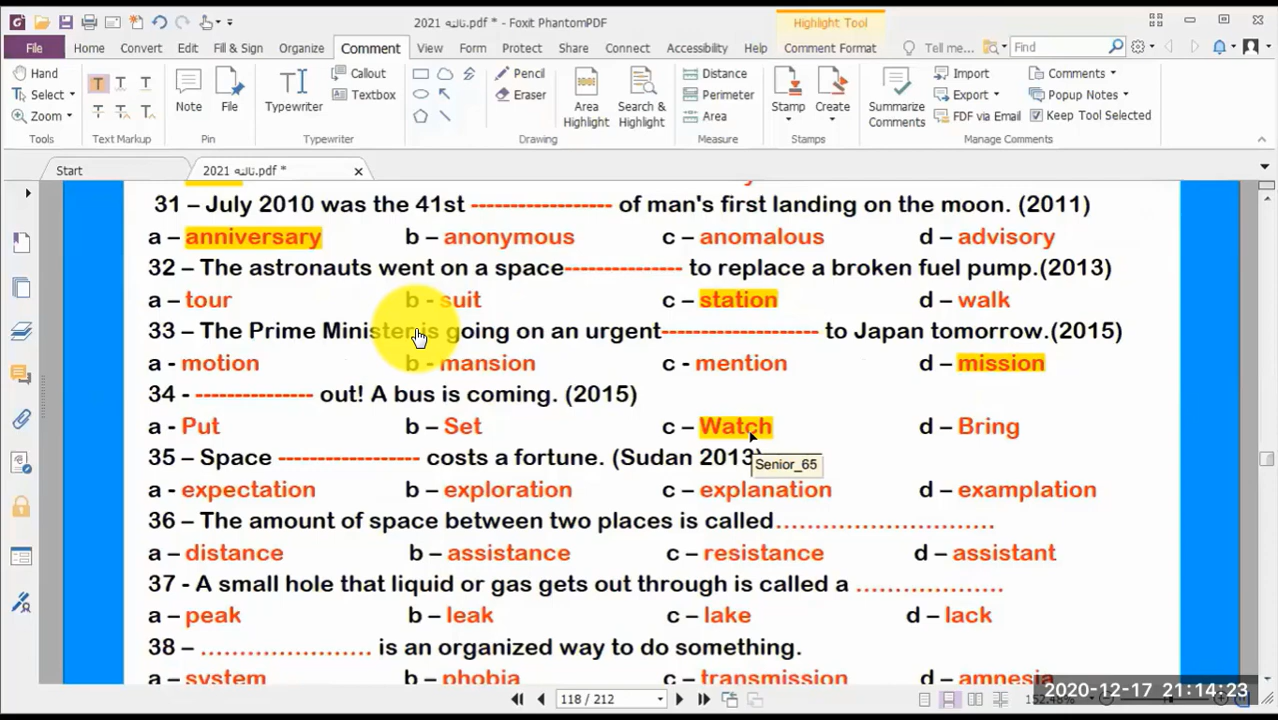 2021 ثالثه.pdf * - Foxit PhantomPDF
Highlight Tool
File Home Convert Edit Fill & Sign Organize Comment View Form Protect Share Connect Accessibility Help Comment Format Tell me... Find
Hand
Select
Zoom
Tools
Text Markup
Note
File
Pin
Typewriter
Callout
Textbox
Typewriter
Pencil
Eraser
Area Highlight
Search & Highlight
Drawing
Distance
Perimeter
Area
Measure
Stamp
Create
Stamps
Summarize Comments
Import
Export
FDF via Email
Comments
Popup Notes
Keep Tool Selected
Manage Comments
Start
2021 ثالثه.pdf *
31 – July 2010 was the 41st ----------------- of man's first landing on the moon. (2011)
a – anniversary b – anonymous c – anomalous d – advisory
32 – The astronauts went on a space-------------- to replace a broken fuel pump.(2013)
a – tour b - suit c – station d – walk
33 – The Prime Minister is going on an urgent------------------- to Japan tomorrow.(2015)
a - motion b – mansion c - mention d – mission
34 - -------------- out! A bus is coming. (2015)
a - Put b – Set c – Watch d – Bring
35 – Space ----------------- costs a fortune. (Sudan 2013)
Senior_65
a - expectation b – exploration c – explanation d – examplation
36 – The amount of space between two places is called...........................
a – distance b – assistance c – resistance d – assistant
37 - A small hole that liquid or gas gets out through is called a ..................
a – peak b – leak c – lake d – lack
38 – ..................... is an organized way to do something.
a – system b – phobia c – transmission d – amnesia
118 / 212
152.48%
2020-12-17 21:14:23